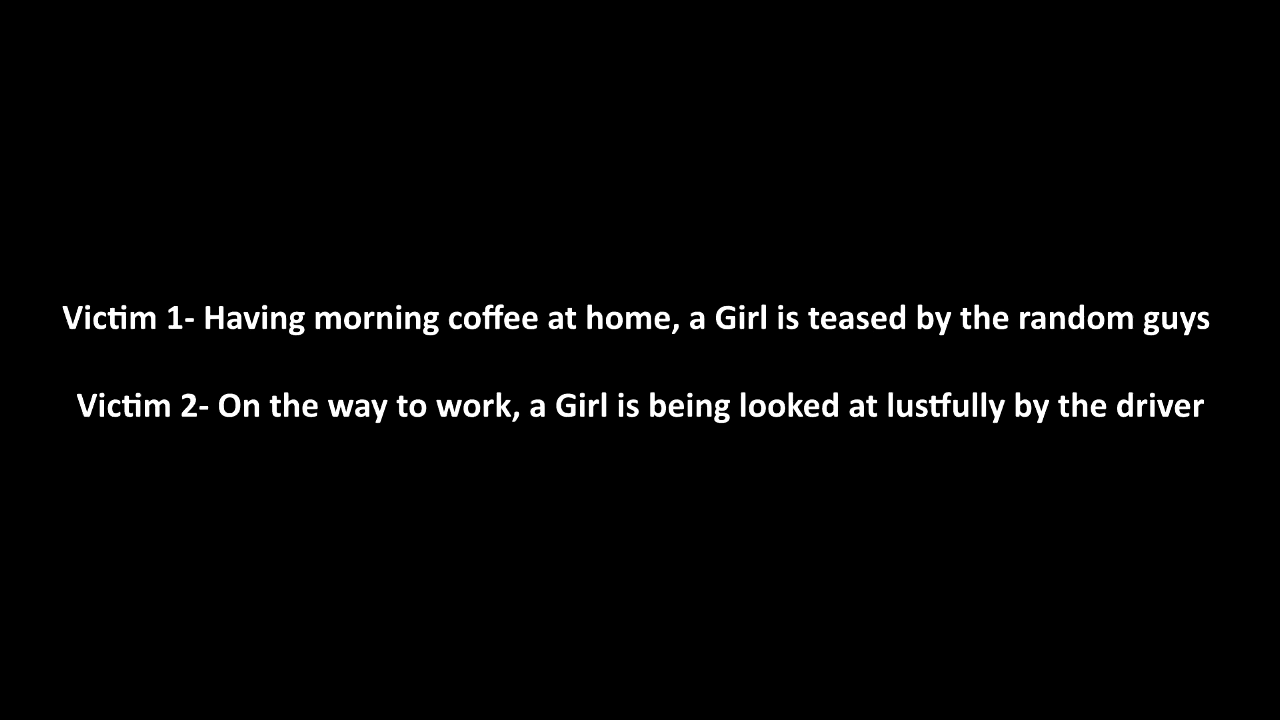 Victim 1- Having morning coffee at home, a Girl is teased by the random guys
Victim 2- On the way to work, a Girl is being looked at lustfully by the driver